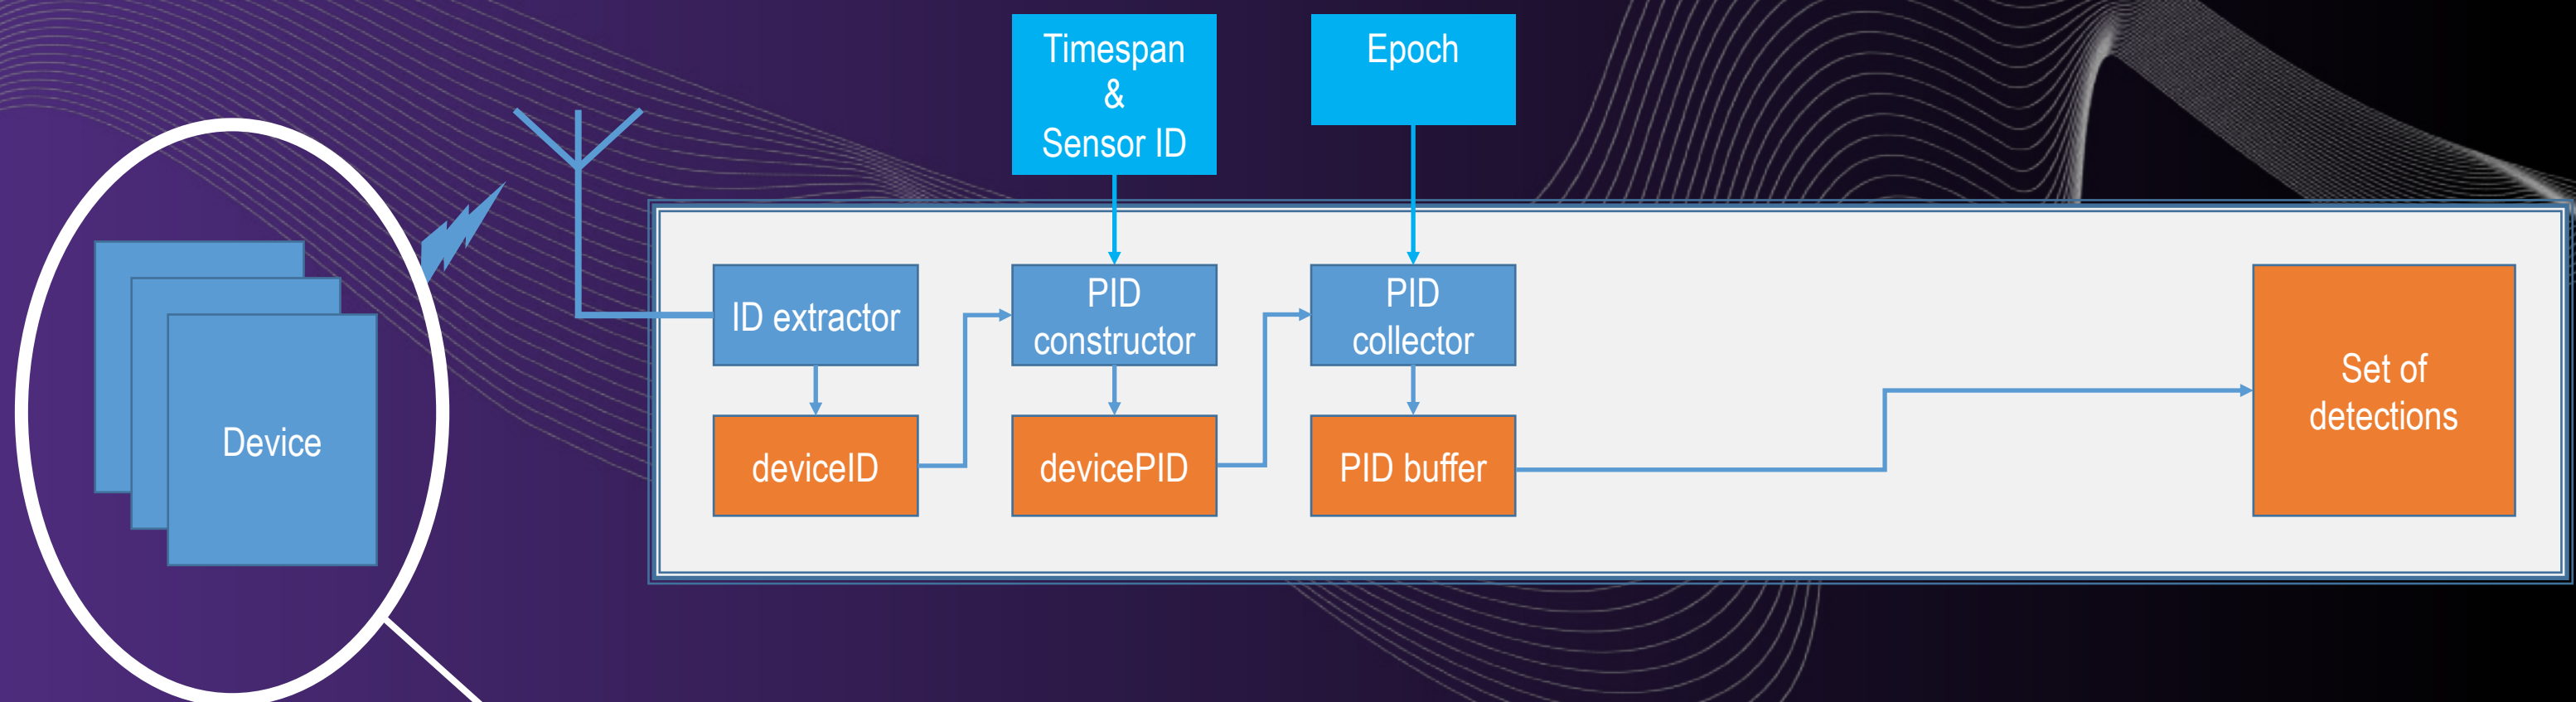 Timespan
&
Sensor ID
Epoch
Device
ID extractor
PID
constructor
PID
collector
deviceID
devicePID
PID buffer
Set of
detections